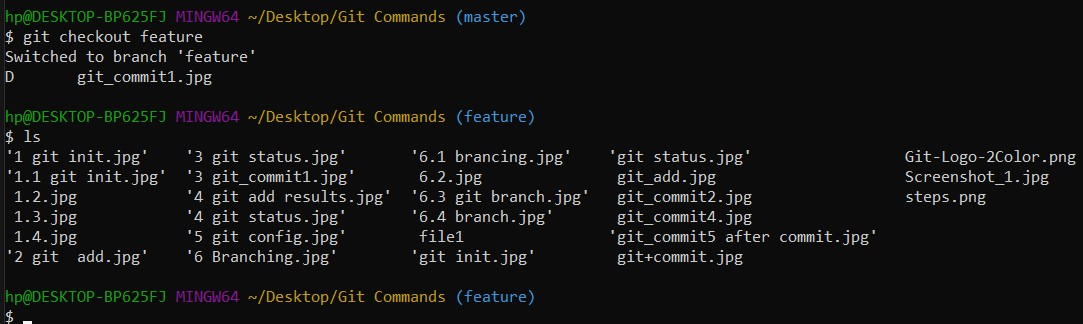 hp@DESKTOP-BP625FJ MINGW64 ~/Desktop/Git Commands (master)
$ git checkout feature
Switched to branch 'feature'
D       git_commit1.jpg
hp@DESKTOP-BP625FJ MINGW64 ~/Desktop/Git Commands (feature)
$ ls
'1 git init.jpg'    '3 git status.jpg'       '6.1 brancing.jpg'    'git status.jpg'                 Git-Logo-2Color.png
'1.1 git init.jpg'  '3 git_commit1.jpg'       6.2.jpg               git_add.jpg                     Screenshot_1.jpg
 1.2.jpg            '4 git add results.jpg'  '6.3 git branch.jpg'   git_commit2.jpg                 steps.png
 1.3.jpg            '4 git status.jpg'       '6.4 branch.jpg'       git_commit4.jpg
 1.4.jpg            '5 git config.jpg'        file1                'git_commit5 after commit.jpg'
'2 git  add.jpg'    '6 Branching.jpg'        'git init.jpg'         git+commit.jpg
hp@DESKTOP-BP625FJ MINGW64 ~/Desktop/Git Commands (feature)
$